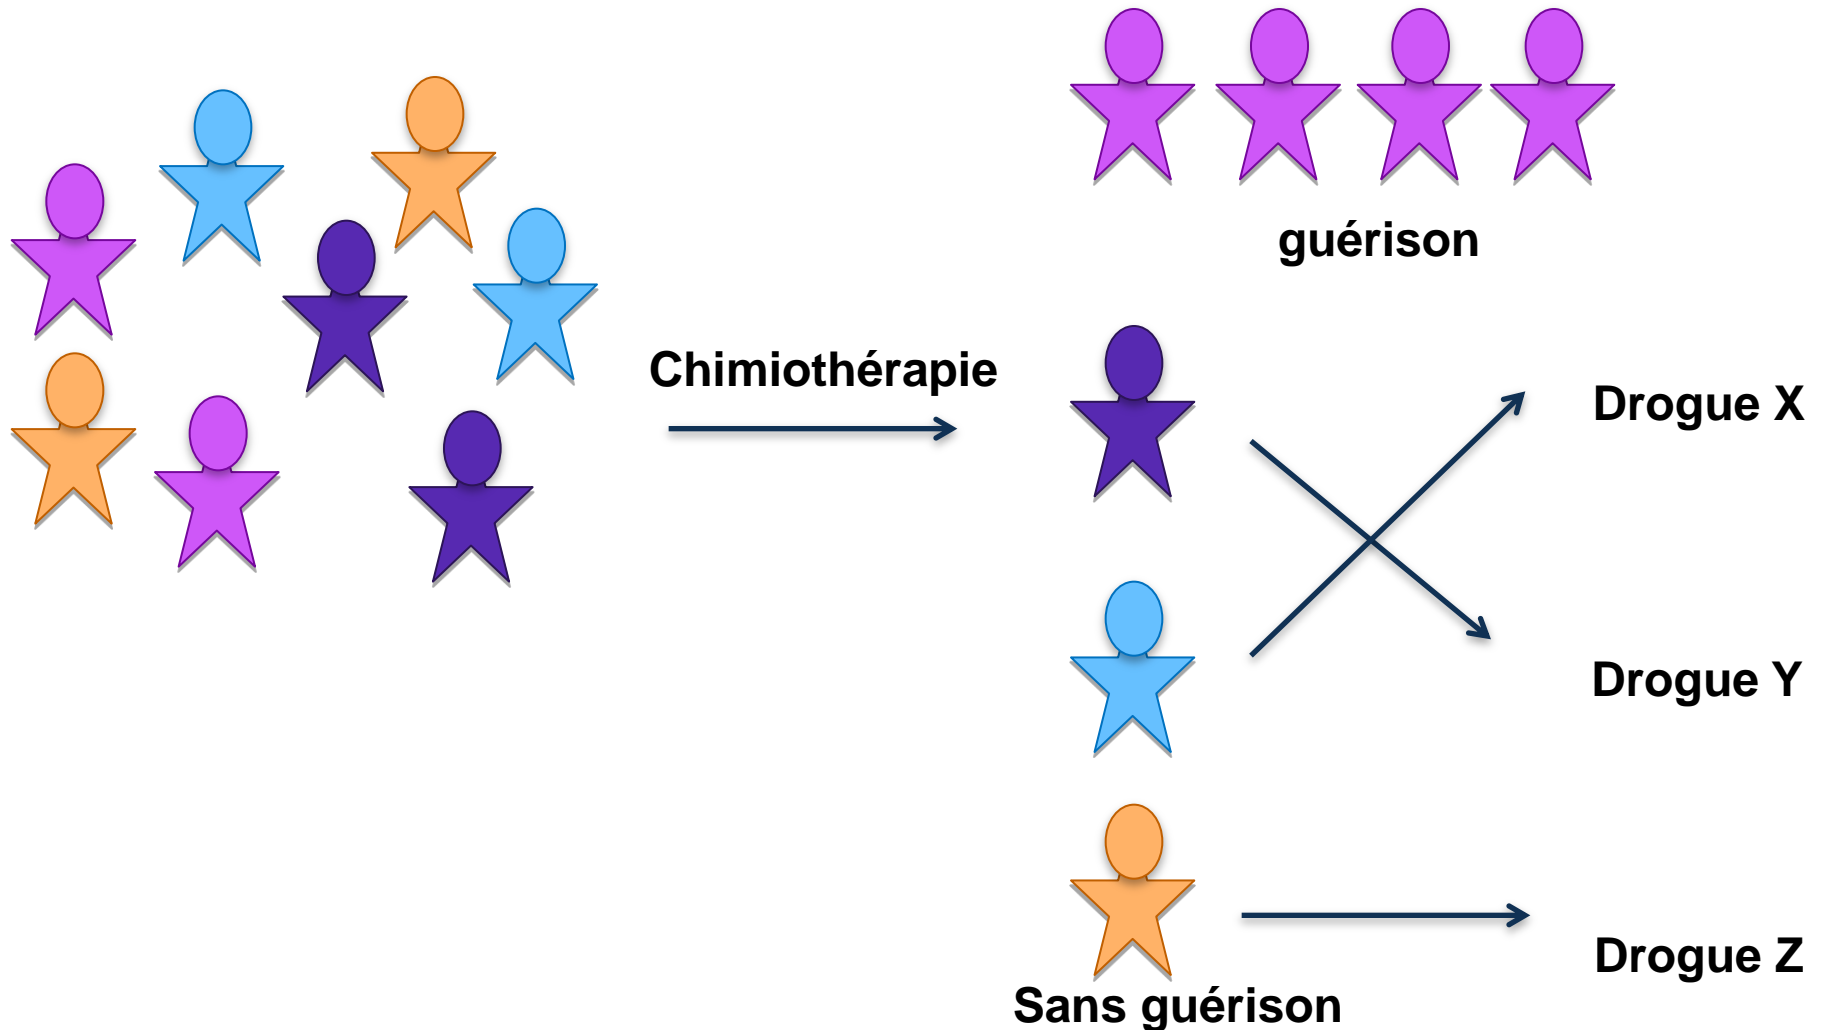 guérison
Chimiothérapie
Drogue X
Drogue Y
Drogue Z
Sans guérison